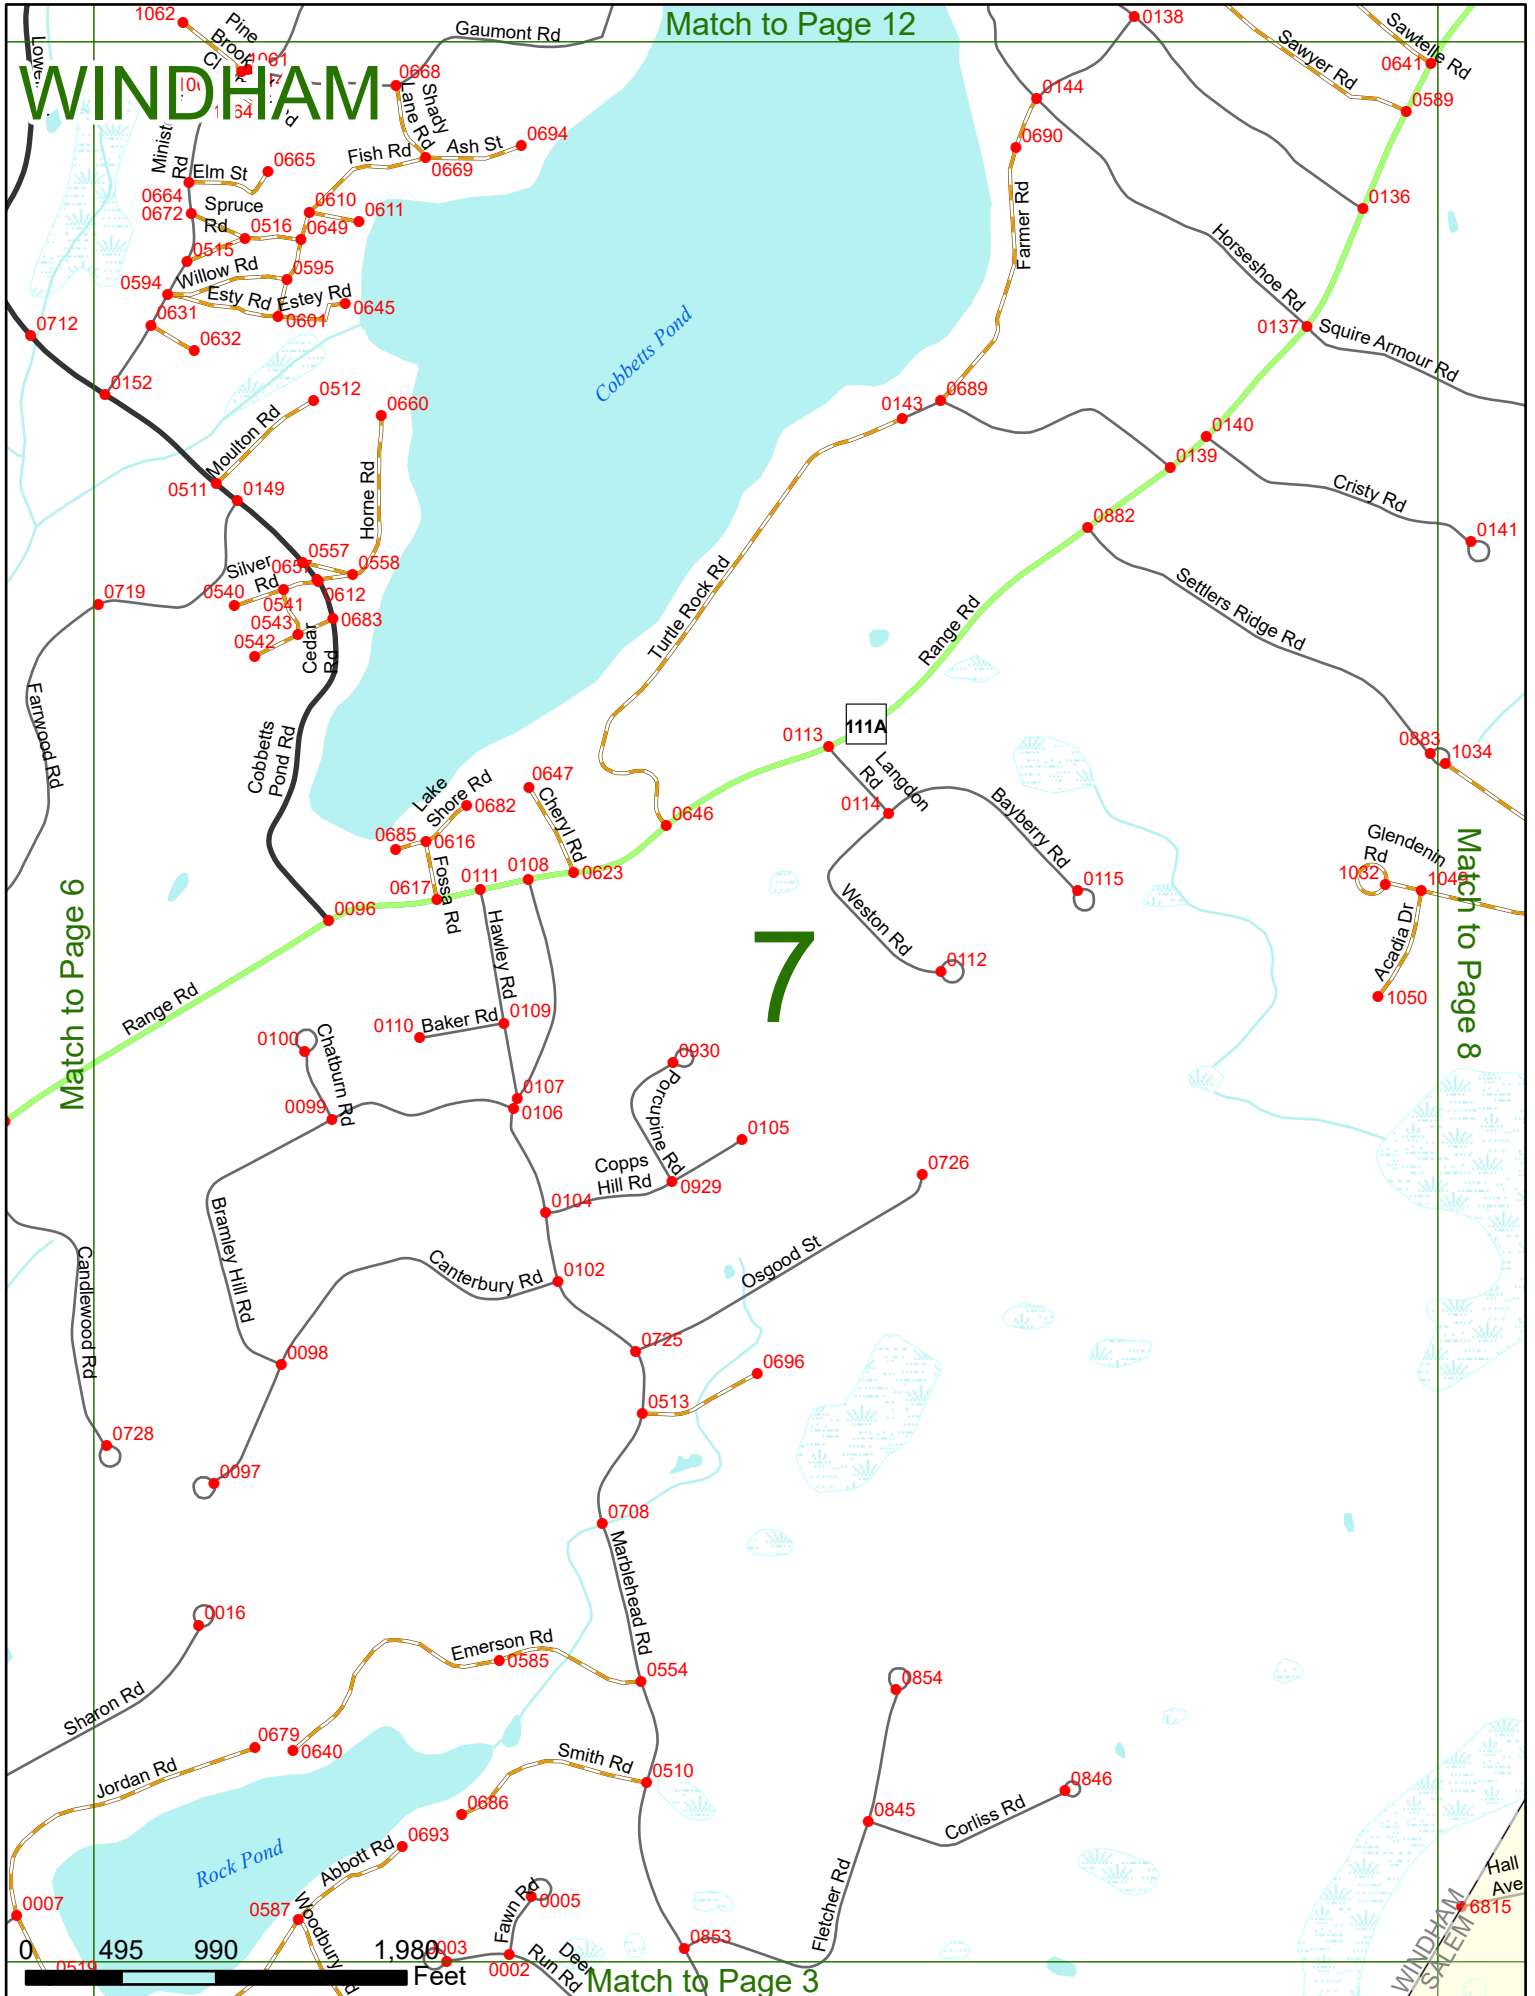 Match to Page 12
WINDHAM
1062
Pine
Brook
1061
Gaumont Rd
0138
Sawyer Rd
Sawtelle Rd
0641
0589
0668
Shady
Lane Rd
0144
0690
Fish Rd
Ash St
0694
0669
Elm St
0665
Rd
0664
0672
Spruce
Rd
0516
0610
0611
0649
0515
Willow Rd
0595
0594
Esty Rd
Estey Rd
0645
0601
0631
0632
0712
0152
Farmer Rd
0136
Horseshoe Rd
0137
Squire Armour Rd
Cobbetts Pond
0512
0660
Moulton Rd
Horne Rd
0511
0149
0143
0689
0140
0139
Cristy Rd
0141
0882
0557
0657
0558
Silver
Rd
0612
0540
0541
0543
0683
0542
Cedar
Rd
0719
Settlers Ridge Rd
Turtle Rock Rd
Range Rd
Farrwood Rd
Cobbetts
Pond Rd
111A
0113
0883
1034
Langdon
Rd
0114
Lake
Shore Rd
0647
0682
Cheryl Rd
0646
Bayberry Rd
0685
0616
0617
Fossa Rd
0111
0108
0623
0115
Glendenin
Rd
1032
1049
Acadia Dr
1050
Match to Page 8
Match to Page 6
0096
Hawley Rd
7
Weston Rd
0112
Range Rd
0110
Baker Rd
0109
0100
Chatburn Rd
0099
0107
0106
0930
Porcupine Rd
0105
Copps
Hill Rd
0929
0104
0726
Osgood St
Bramley Hill Rd
Candlewood Rd
Canterbury Rd
0102
0098
0725
0696
0513
0728
0097
0708
Marblehead Rd
0016
Sharon Rd
Emerson Rd
0585
0554
0679
0640
Jordan Rd
Smith Rd
0510
0686
0854
0846
0845
Corliss Rd
Rock Pond
0693
Abbott Rd
Fletcher Rd
0007
0587
Woodbury
Fawn Rd
0005
0853
Hall
Ave
6815
WINDHAM
SALEM
0003
0002
Deer
Run Rd
0519
0 495 990 1,980
Feet
Match to Page 3